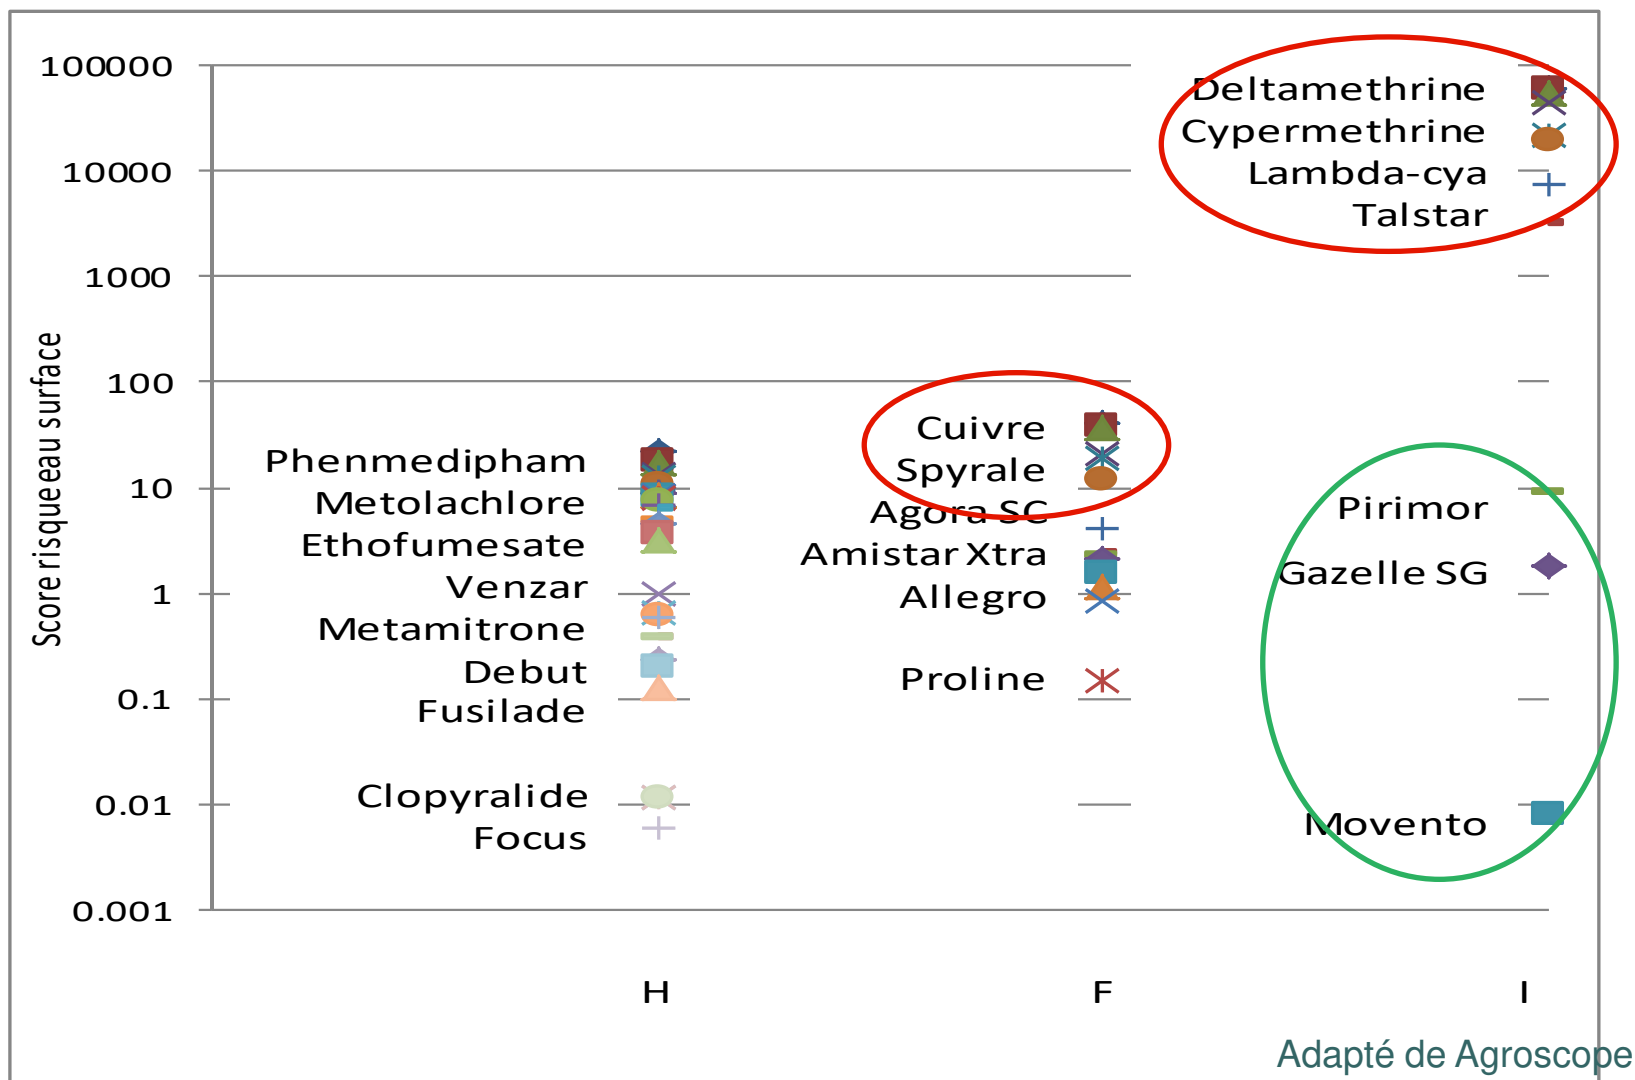 100000
10000
1000
100
10
1
0.1
0.01
0.001
Score risque eau surface
Phenmedipham
Metolachlore
Ethofumesate
Venzar
Metamitrone
Debut
Fusilade
Clopyralide
Focus
Cuivre
Spyrale
Agora SC
Amistar Xtra
Allegro
Proline
Deltamethrine
Cypermethrine
Lambda-cya
Talstar
Pirimor
Gazelle SG
Movento
H
F
I
Adapté de Agroscope